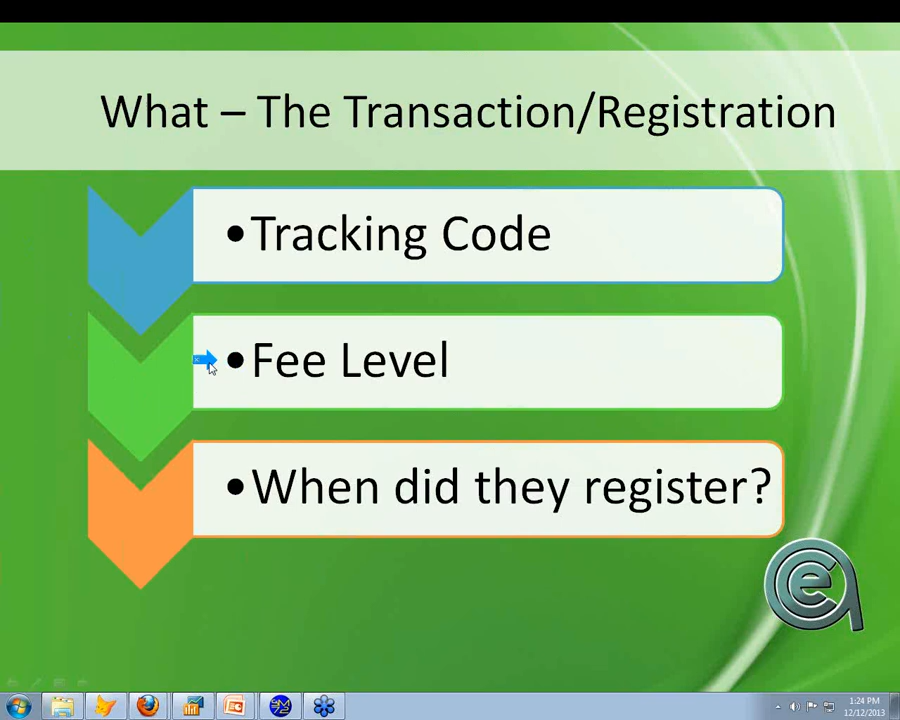 What – The Transaction/Registration
•Tracking Code
•Fee Level
•When did they register?
1:24 PM
12/12/2013